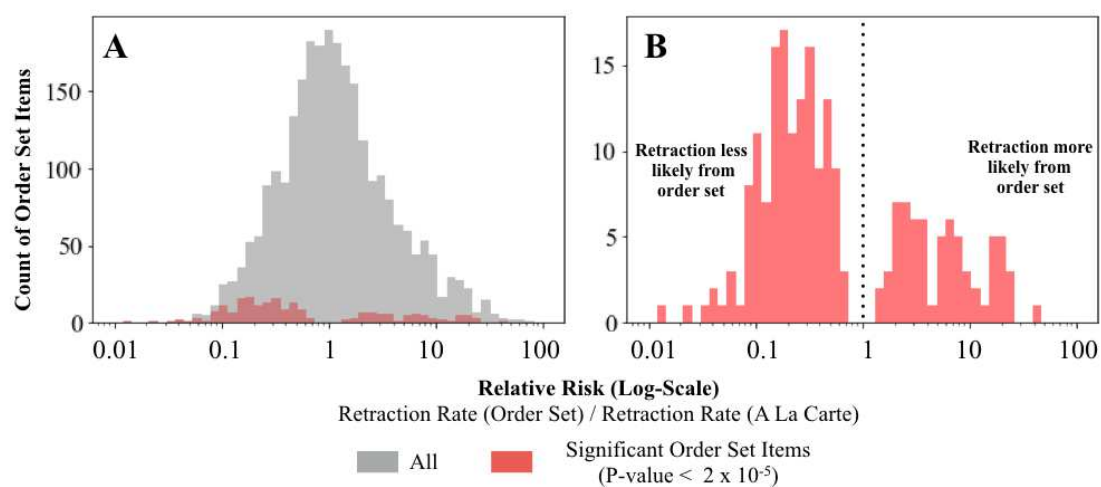 A
B
Count of Order Set Items
150
100
50
0
0.01 0.1 1 10 100
15
10
5
0
Retraction less
likely from
order set
Retraction more
likely from
order set
0.01 0.1 1 10 100
Relative Risk (Log-Scale)
Retraction Rate (Order Set) / Retraction Rate (A La Carte)
All
Significant Order Set Items
(P-value < 2 x 10⁻⁵)